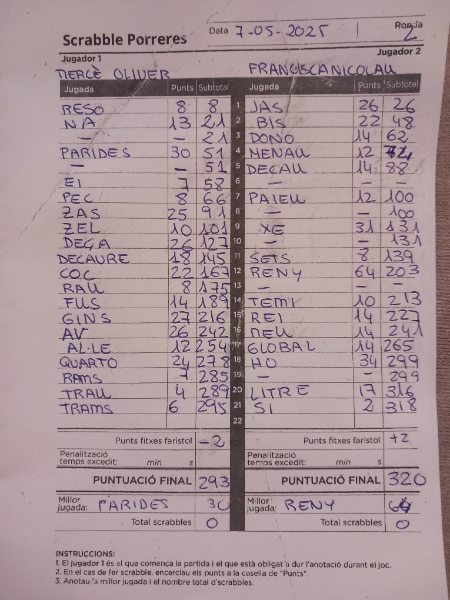 Scrabble Porreres Data 7-05-2025 Ronda 2
Jugador 1 Jugador 2
MERCÈ OLIVER FRANCISCA NICOLAU
Jugada Punts Subtotal Jugada Punts Subtotal
RESO 8 8 1 JAS 26 26
NA 13 21 2 BIS 22 48
— — 21 3 DONO 14 62
PARIDES 30 51 4 MENAU 12 74
— — 51 5 DECAU 14 88
EI 7 58 6 — — —
PEC 8 66 7 PAIEU 12 100
ZAS 25 91 8 — — 100
ZEL 10 101 9 XE 31 131
DEGA 26 127 10 — — 131
DECAURE 18 145 11 SETS 8 139
COC 22 167 12 RENY 64 203
RAU 8 175 13 — — —
FUS 14 189 14 TEMI 10 213
GINS 27 216 15 REI 14 227
AV 26 242 16 NEU 14 241
AL·LE 12 254 17 GLOBAL 14 265
QUARTO 24 278 18 HO 34 299
RAMS 7 285 19 — — 299
TRAU 4 289 20 LITRE 17 316
TRAMS 6 295 21 SI 2 318
22
Punts fitxes faristol -2 Punts fitxes faristol +2
Penalització temps excedit: min s Penalització temps excedit: min s
PUNTUACIÓ FINAL 293 PUNTUACIÓ FINAL 320
Millor jugada: PARIDES 30 Millor jugada: RENY 64
Total scrabbles 0 Total scrabbles 0
INSTRUCCIONS:
1. El jugador 1 és el que comença la partida i el que està obligat a dur l'anotació durant el joc.
2. En el cas de fer scrabble, encerclau els punts a la casella de "Punts".
3. Anotau la millor jugada i el nombre total d'scrabbles.